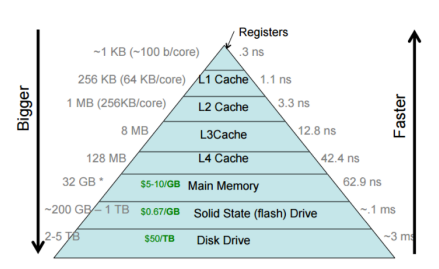 Registers
~1 KB (~100 b/core) .3 ns
256 KB (64 KB/core) L1 Cache 1.1 ns
1 MB (256KB/core) L2 Cache 3.3 ns
8 MB L3Cache 12.8 ns
128 MB L4 Cache 42.4 ns
32 GB * $5-10/GB Main Memory 62.9 ns
~200 GB – 1 TB $0.67/GB Solid State (flash) Drive ~.1 ms
2-5 TB $50/TB Disk Drive ~3 ms
Bigger
Faster